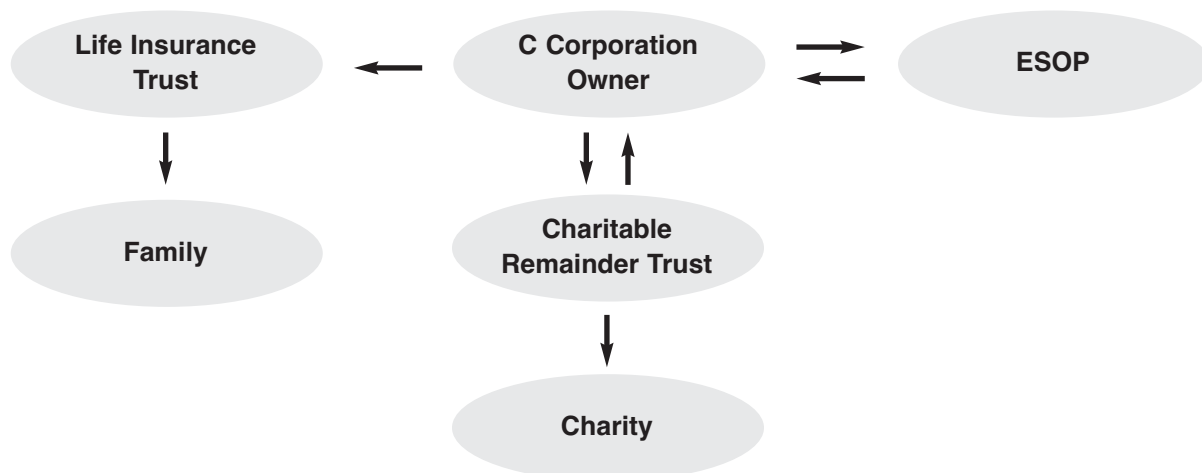 Life Insurance
Trust
C Corporation
Owner
ESOP
Family
Charitable
Remainder Trust
Charity